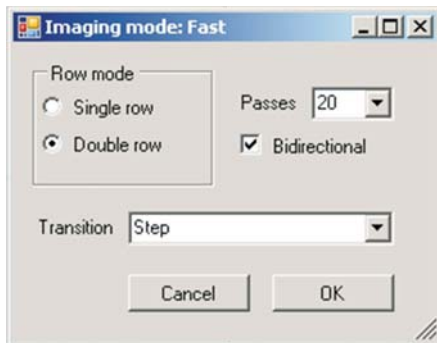 Imaging mode: Fast
Row mode
Single row
Double row
Passes 20
Bidirectional
Transition Step
Cancel OK